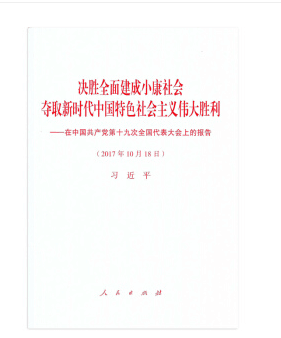 决胜全面建成小康社会
夺取新时代中国特色社会主义伟大胜利
——在中国共产党第十九次全国代表大会上的报告
(2017年10月18日)
习近平
人民出版社